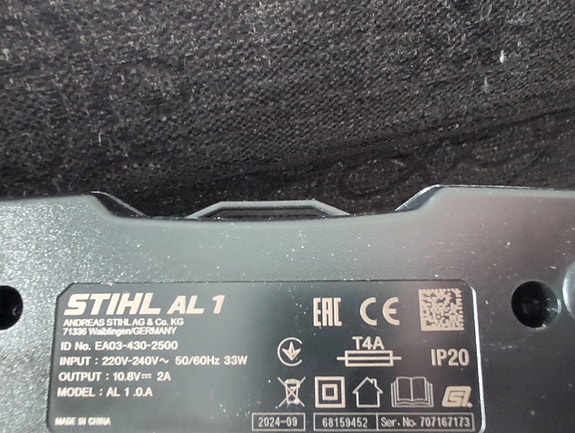 STIHL AL 1
ANDREAS STIHL AG & Co. KG
71336 Waiblingen/GERMANY
ID No. EA03-430-2500
INPUT : 220V-240V～ 50/60Hz 33W
OUTPUT : 10.8V⎓ 2A
MODEL : AL 1 .0.A
MADE IN CHINA
EAC CE
T4A
IP20
2024-09 68159452 Ser.-No. 707167173